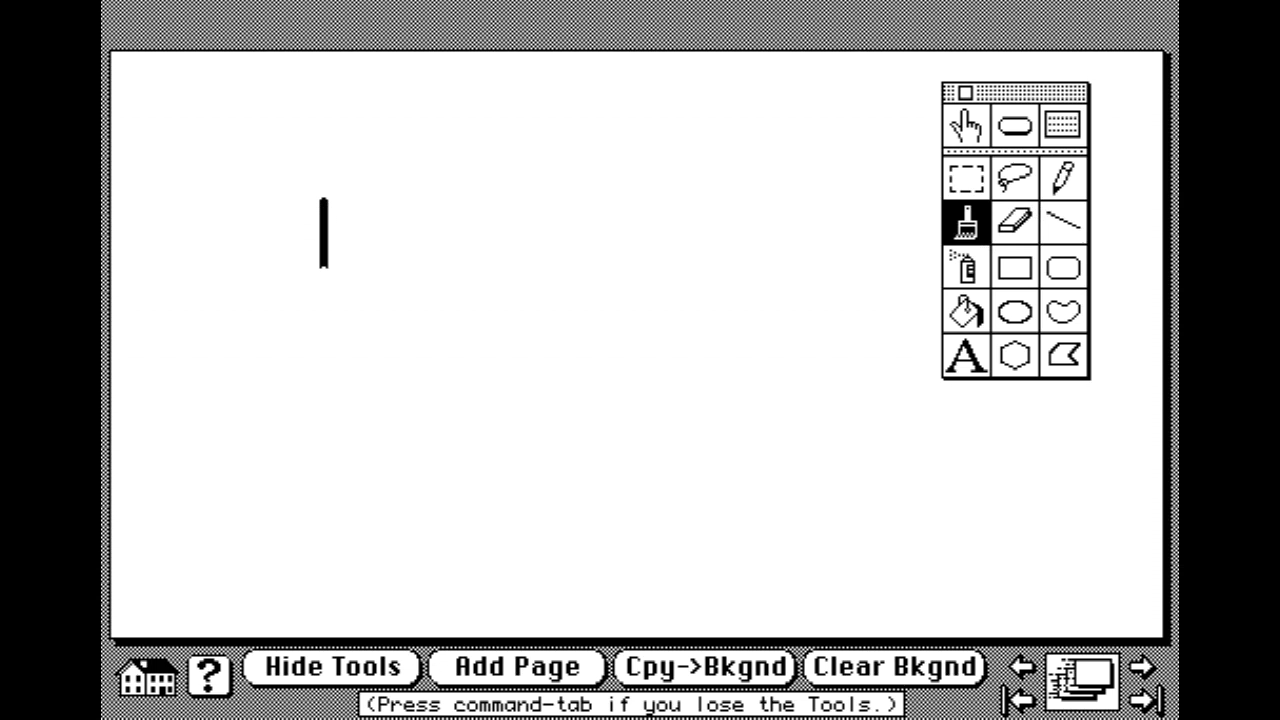 A
? Hide Tools Add Page Cpy->Bkgnd Clear Bkgnd
(Press command-tab if you lose the Tools.)